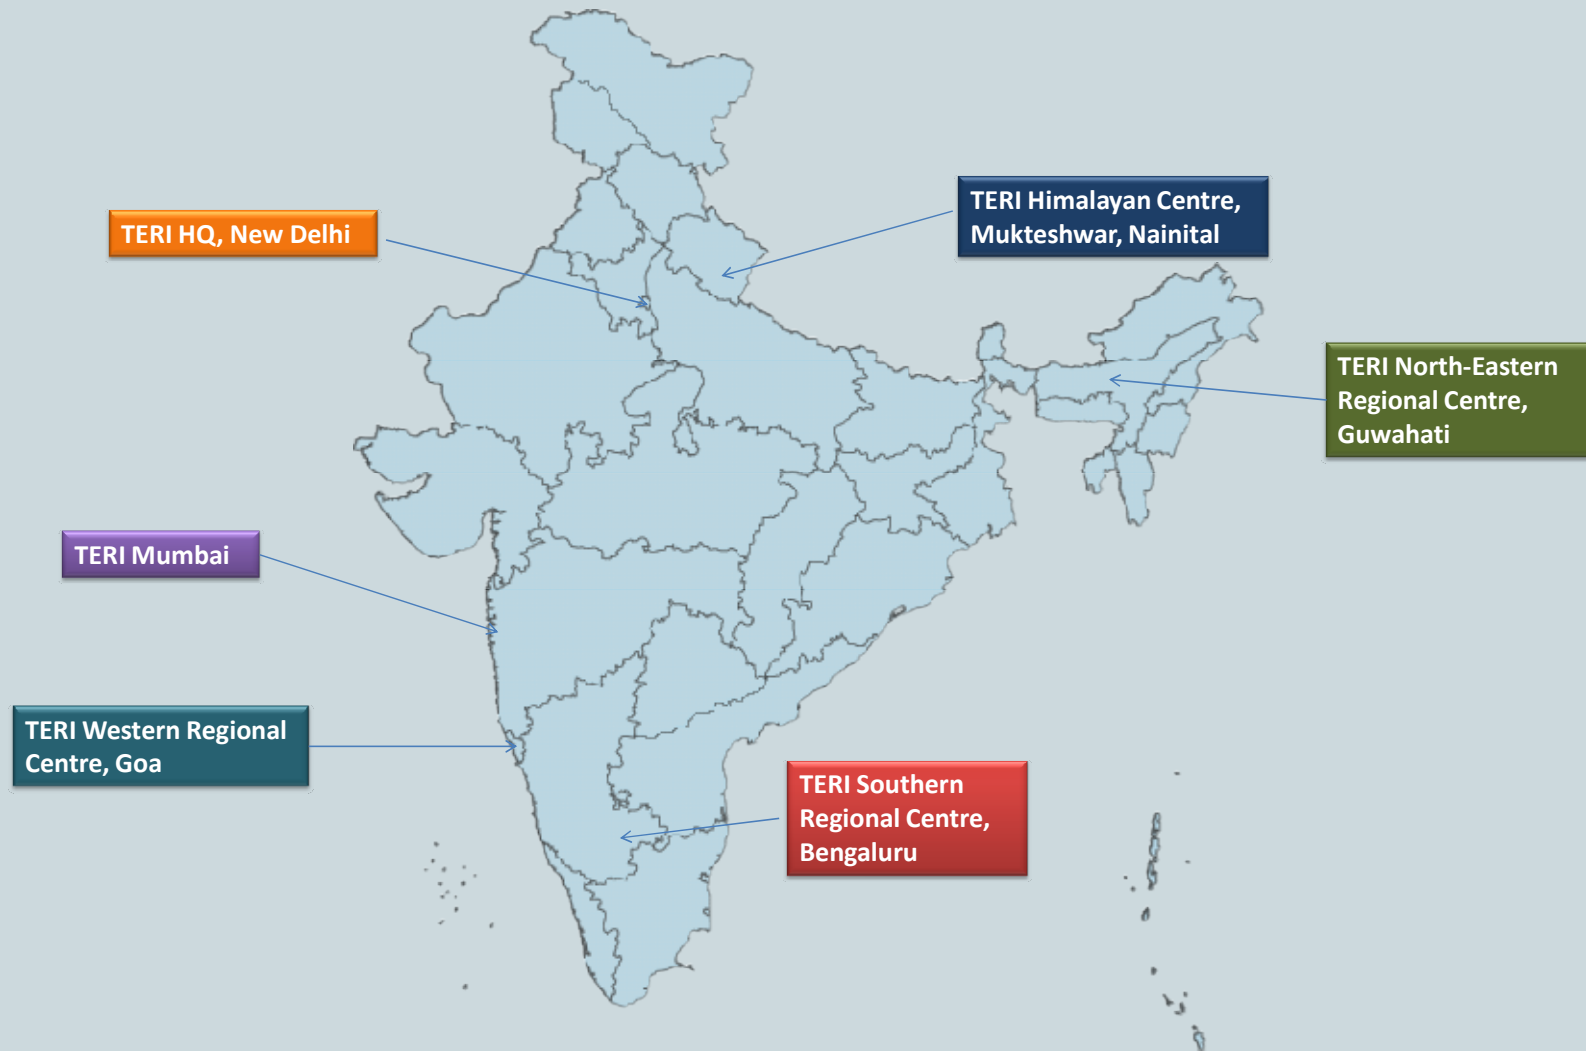 TERI Himalayan Centre,
Mukteshwar, Nainital
TERI HQ, New Delhi
TERI North-Eastern
Regional Centre,
Guwahati
TERI Mumbai
TERI Western Regional
Centre, Goa
TERI Southern
Regional Centre,
Bengaluru